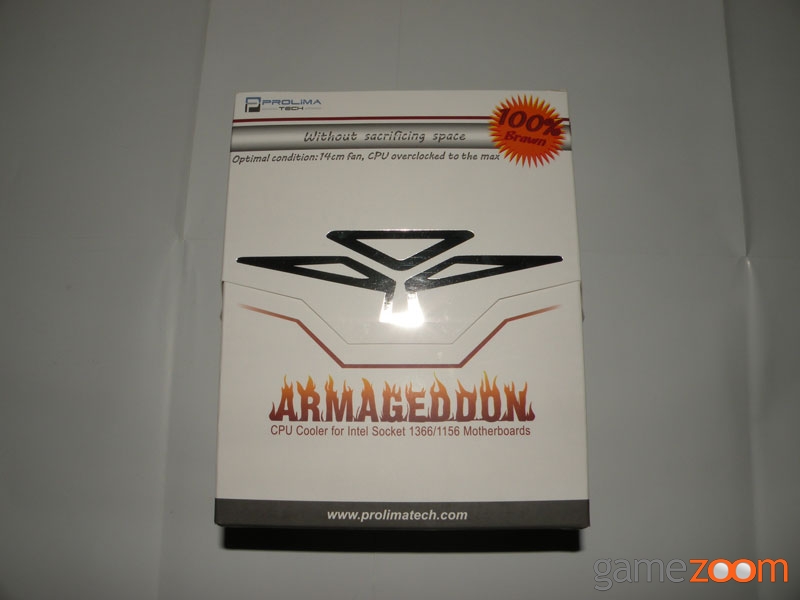 PROLIMA
TECH
Without sacrificing space
100%
Brawn
Optimal condition: 14cm fan, CPU overclocked to the max
ARMAGEDDON
CPU Cooler for Intel Socket 1366/1156 Motherboards
www.prolimatech.com
gamezoom